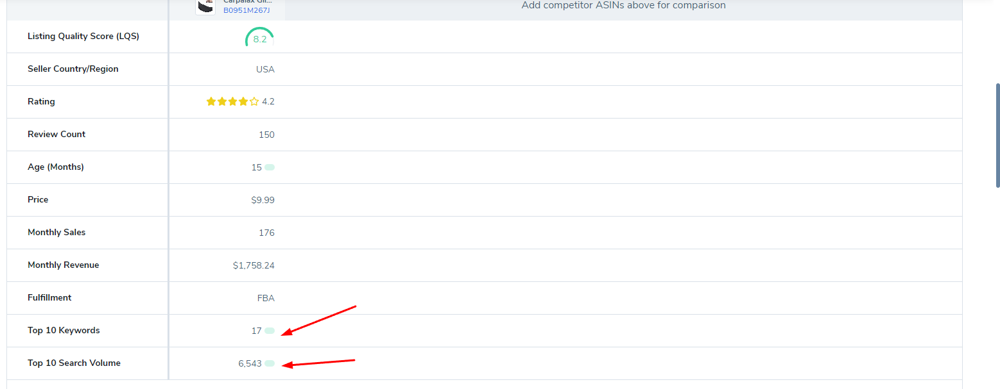 Carpalax Gli...
B0951M267J
Add competitor ASINs above for comparison
Listing Quality Score (LQS)
8.2
Seller Country/Region
USA
Rating
4.2
Review Count
150
Age (Months)
15
Price
$9.99
Monthly Sales
176
Monthly Revenue
$1,758.24
Fulfillment
FBA
Top 10 Keywords
17
Top 10 Search Volume
6,543